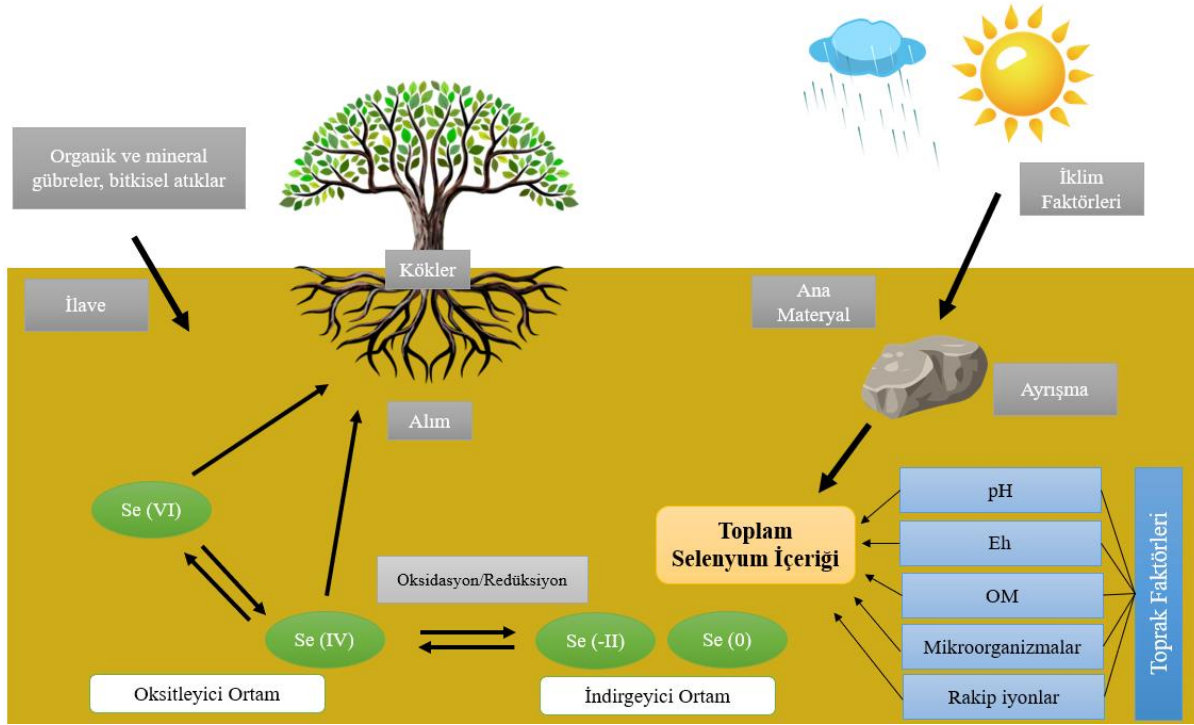 Organik ve mineral
gübreler, bitkisel atıklar
İklim
Faktörleri
Kökler
İlave
Ana
Materyal
Ayrışma
Alım
Se (VI)
Toplam
Selenyum İçeriği
pH
Eh
OM
Mikroorganizmalar
Rakip iyonlar
Toprak Faktörleri
Oksidasyon/Redüksiyon
Se (IV)
Se (-II)
Se (0)
Oksitleyici Ortam
İndirgeyici Ortam